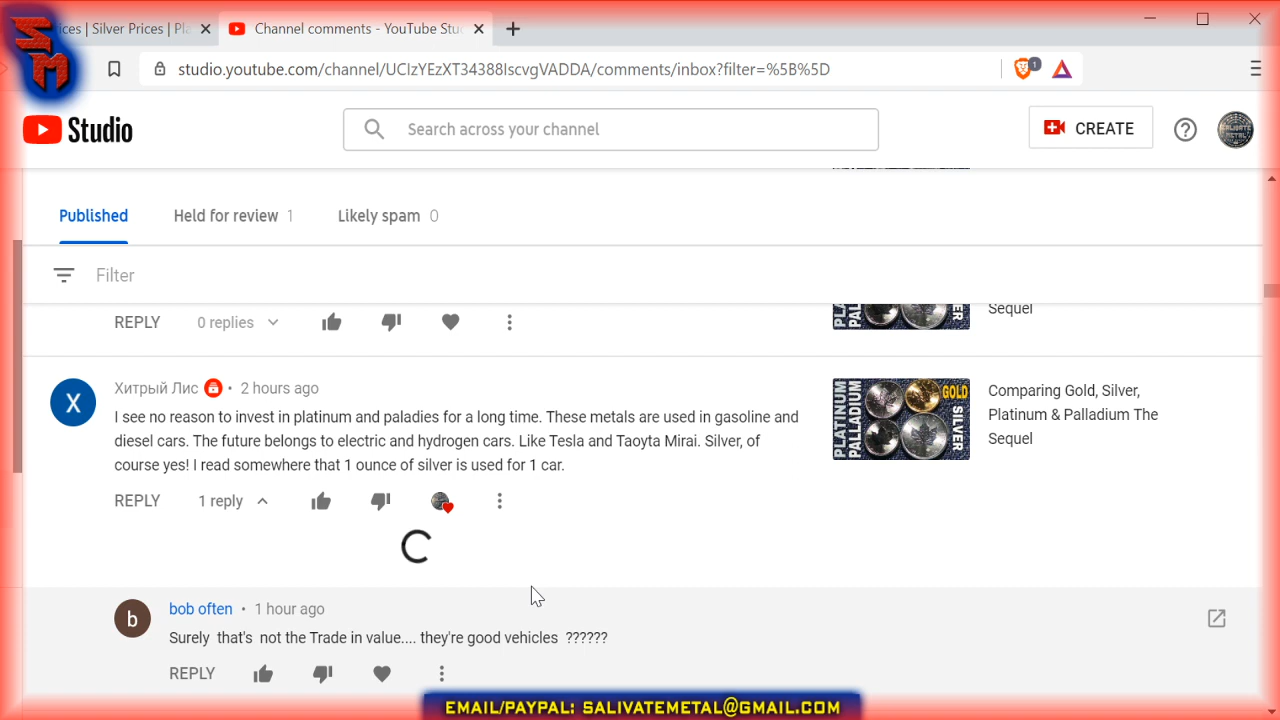 SM
ices | Silver Prices | Pla
Channel comments - YouTube Stu
studio.youtube.com/channel/UCIzYEzXT34388IscvgVADDA/comments/inbox?filter=%5B%5D
1
Studio
Search across your channel
CREATE
Published
Held for review 1
Likely spam 0
Filter
REPLY 0 replies
PLATINUM
PALLADIUM
SILVER
Sequel
X
Хитрый Лис • 2 hours ago
I see no reason to invest in platinum and paladies for a long time. These metals are used in gasoline and
diesel cars. The future belongs to electric and hydrogen cars. Like Tesla and Taoyta Mirai. Silver, of
course yes! I read somewhere that 1 ounce of silver is used for 1 car.
PLATINUM
PALLADIUM
GOLD
SILVER
Comparing Gold, Silver,
Platinum & Palladium The
Sequel
REPLY 1 reply
b
bob often • 1 hour ago
Surely that's not the Trade in value.... they're good vehicles ??????
REPLY
EMAIL/PAYPAL: SALIVATEMETAL@GMAIL.COM